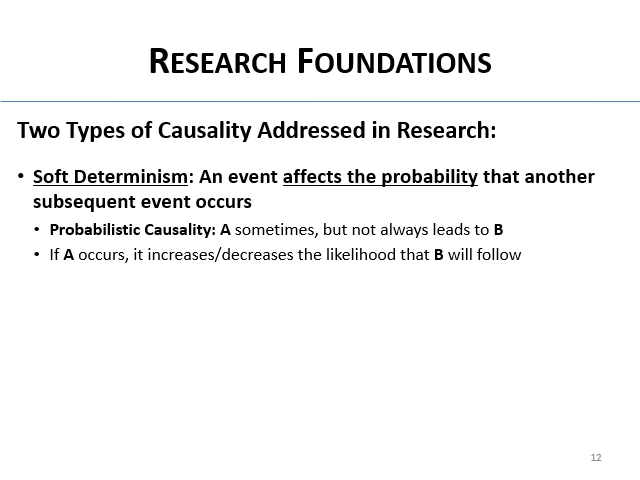 RESEARCH FOUNDATIONS
Two Types of Causality Addressed in Research:
• Soft Determinism: An event affects the probability that another
subsequent event occurs
• Probabilistic Causality: A sometimes, but not always leads to B
• If A occurs, it increases/decreases the likelihood that B will follow
12